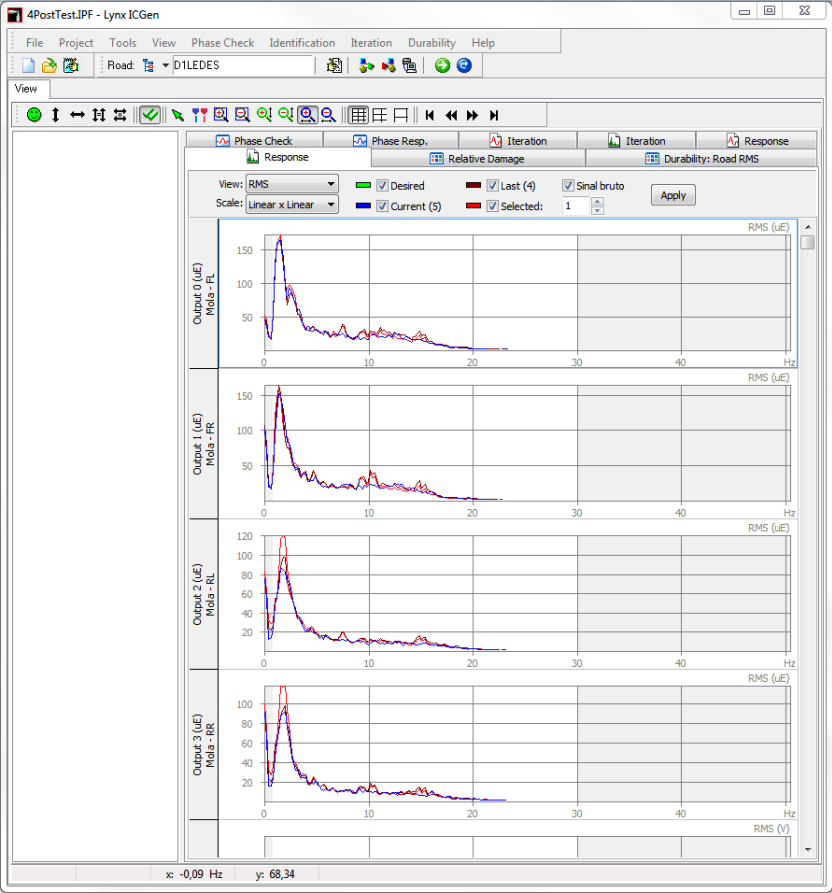 4PostTest.IPF - Lynx ICGen
File Project Tools View Phase Check Identification Iteration Durability Help
Road: D1LEDES
View
Phase Check Phase Resp. Iteration Iteration Response
Response Relative Damage Durability: Road RMS
View: RMS Desired Last (4) Sinal bruto Apply
Scale: Linear x Linear Current (5) Selected: 1
RMS (uE)
Output 0 (uE)
Mola - FL
150
100
50
0 10 20 30 40 Hz
RMS (uE)
Output 1 (uE)
Mola - FR
150
100
50
0 10 20 30 40 Hz
RMS (uE)
Output 2 (uE)
Mola - RL
120
100
80
60
40
20
0 10 20 30 40 Hz
RMS (uE)
Output 3 (uE)
Mola - RR
100
80
60
40
20
0 10 20 30 40 Hz
RMS (V)
x: -0,09 Hz y: 68,34